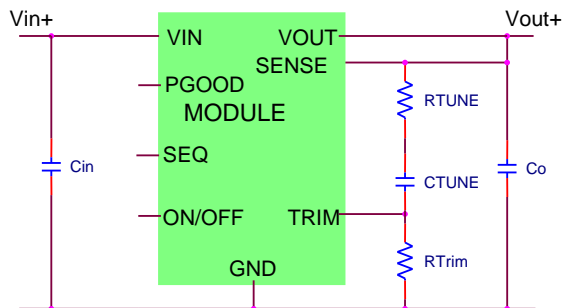 Vin+
Vout+
VIN
VOUT
SENSE
PGOOD
RTUNE
MODULE
SEQ
Cin
CTUNE
Co
ON/OFF
TRIM
GND
RTrim